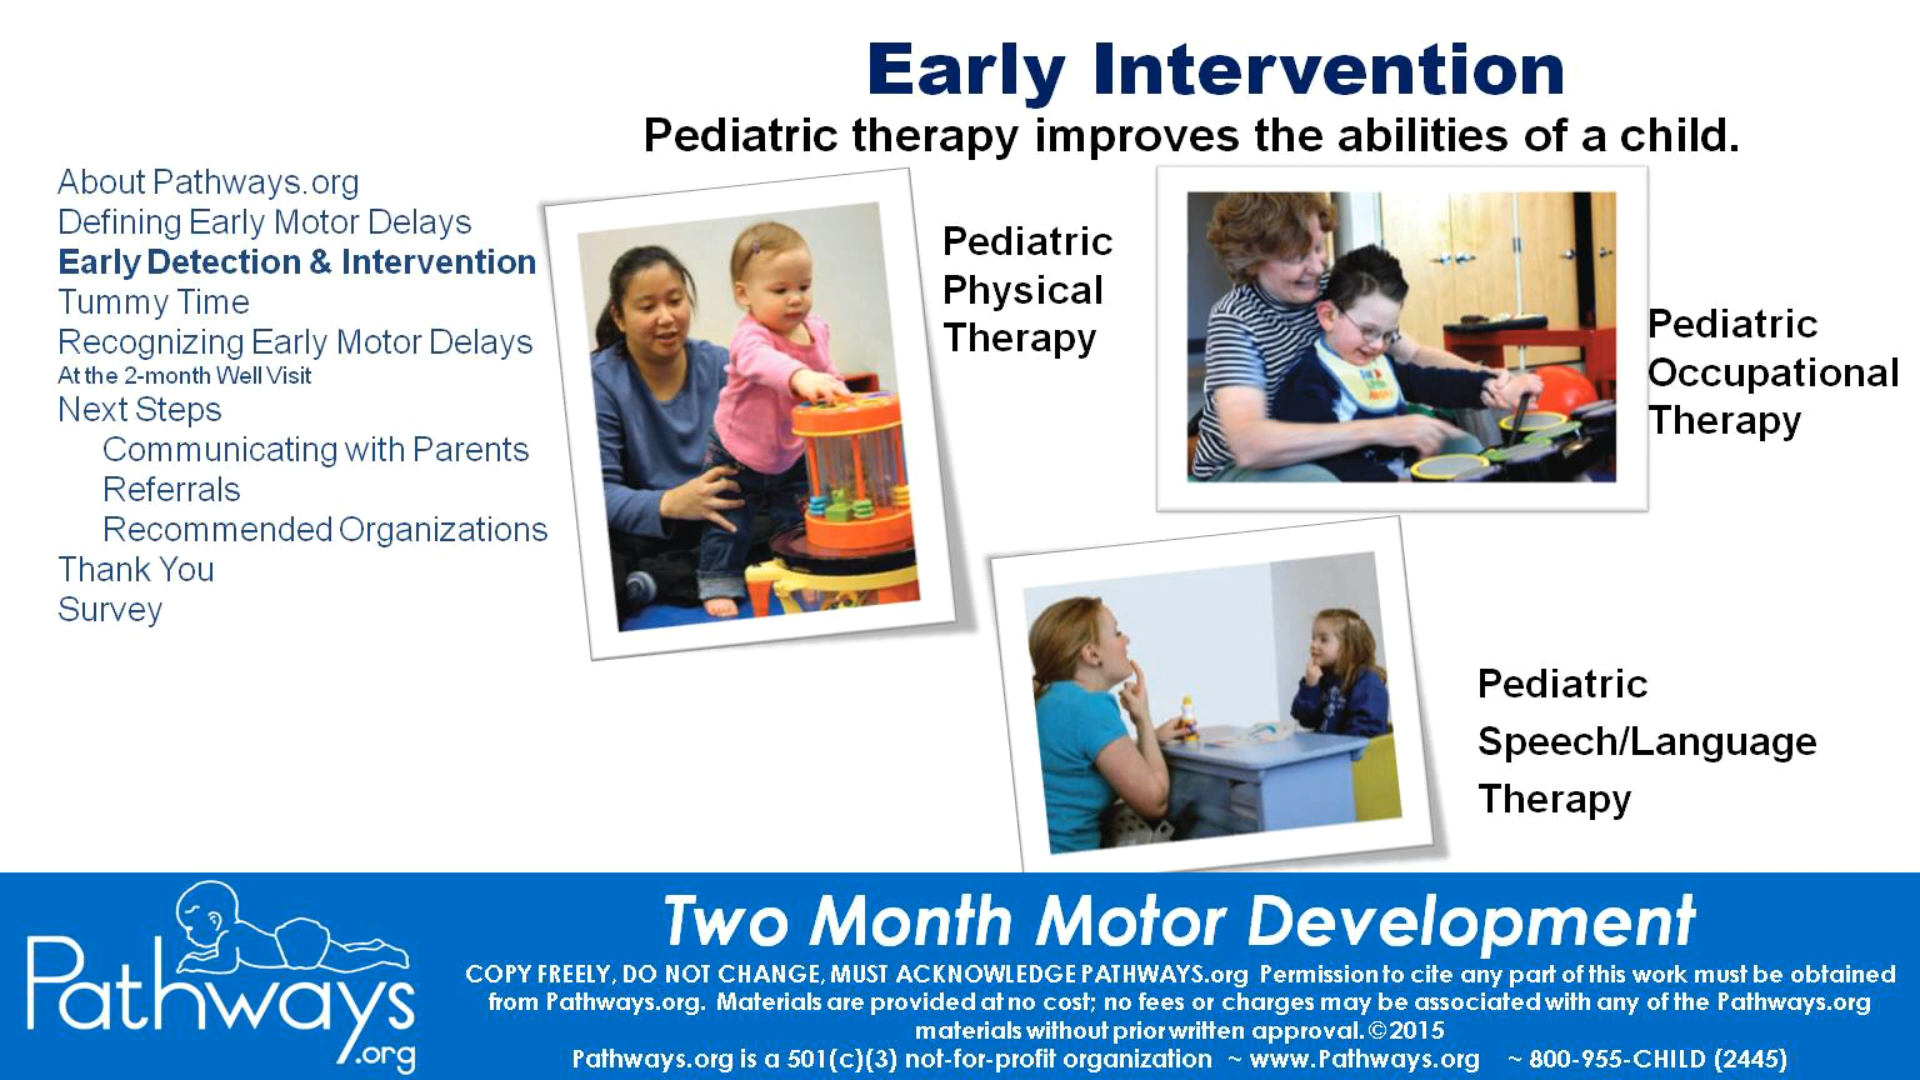 Early Intervention
Pediatric therapy improves the abilities of a child.
About Pathways.org
Defining Early Motor Delays
Early Detection & Intervention
Tummy Time
Recognizing Early Motor Delays
At the 2-month Well Visit
Next Steps
Communicating with Parents
Referrals
Recommended Organizations
Thank You
Survey
Pediatric
Physical
Therapy
Pediatric
Occupational
Therapy
Pediatric
Speech/Language
Therapy
Pathways
.org
Two Month Motor Development
COPY FREELY, DO NOT CHANGE, MUST ACKNOWLEDGE PATHWAYS.org Permission to cite any part of this work must be obtained
from Pathways.org. Materials are provided at no cost; no fees or charges may be associated with any of the Pathways.org
materials without prior written approval. ©2015
Pathways.org is a 501(c)(3) not-for-profit organization ~ www.Pathways.org ~ 800-955-CHILD (2445)